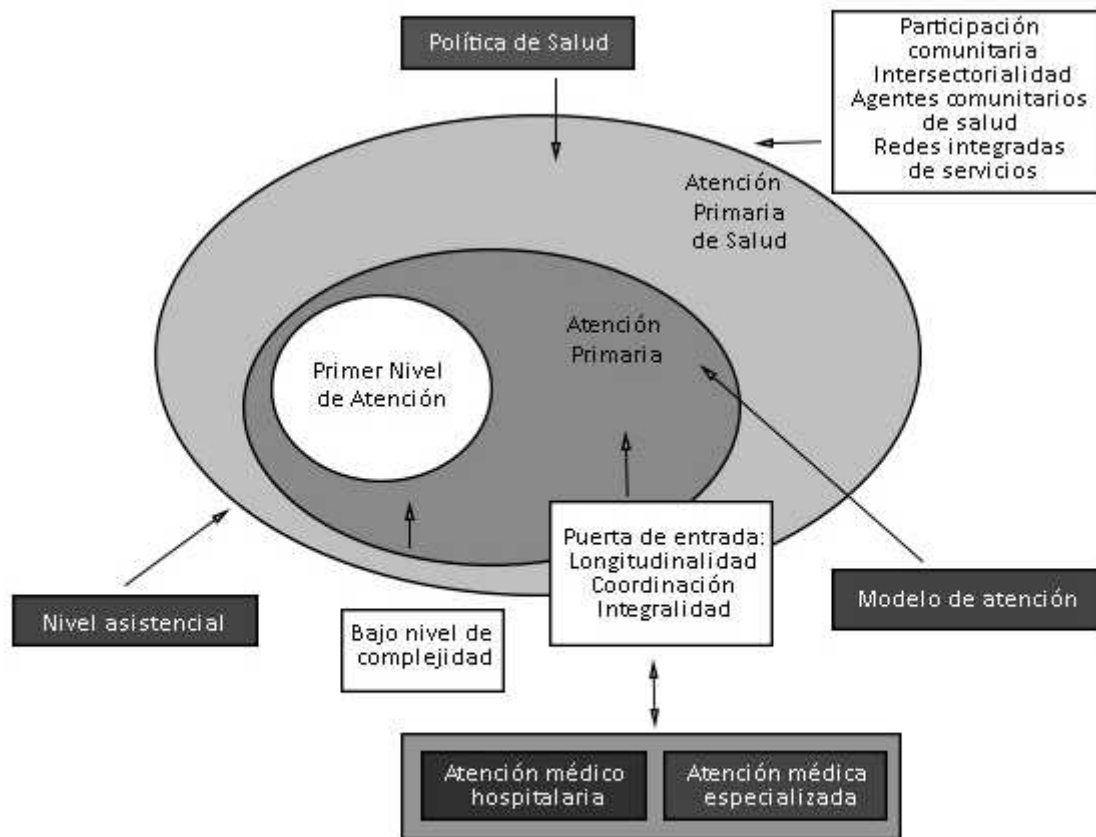 Política de Salud
Participación
comunitaria
Intersectorialidad
Agentes comunitarios
de salud
Redes integradas
de servicios
Atención
Primaria
de Salud
Atención
Primaria
Primer Nivel
de Atención
Puerta de entrada:
Longitudinalidad
Coordinación
Integralidad
Modelo de atención
Nivel asistencial
Bajo nivel de
complejidad
Atención médico
hospitalaria
Atención médica
especializada